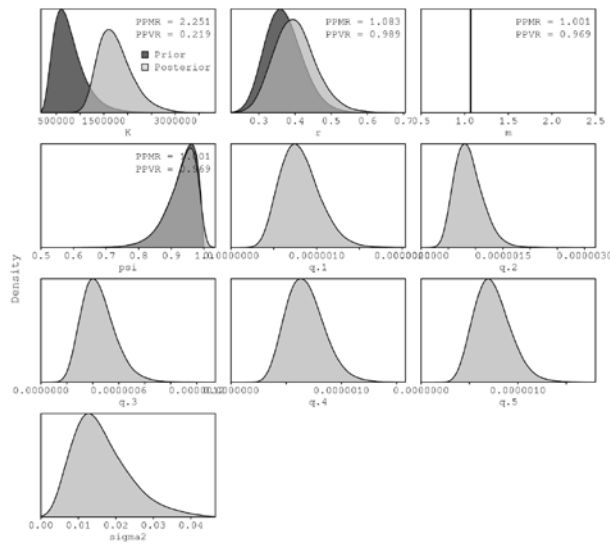 PPMR = 2.251
PPVR = 0.219
Prior
Posterior
500000 1500000 3000000
K
PPMR = 1.083
PPVR = 0.989
0.3 0.4 0.5 0.6 0.7
r
PPMR = 1.001
PPVR = 0.969
0.5 1.0 1.5 2.0 2.5
m
PPVR = 0.969
0.5 0.6 0.7 0.8 0.9 1.0
psi
0.0000010
q.1
0.0000015 0.0000030
q.2
Density
0.0000000 0.0000006
q.3
0.0000010
q.4
0.0000000 0.0000010
q.5
0.00 0.01 0.02 0.03 0.04
sigma2